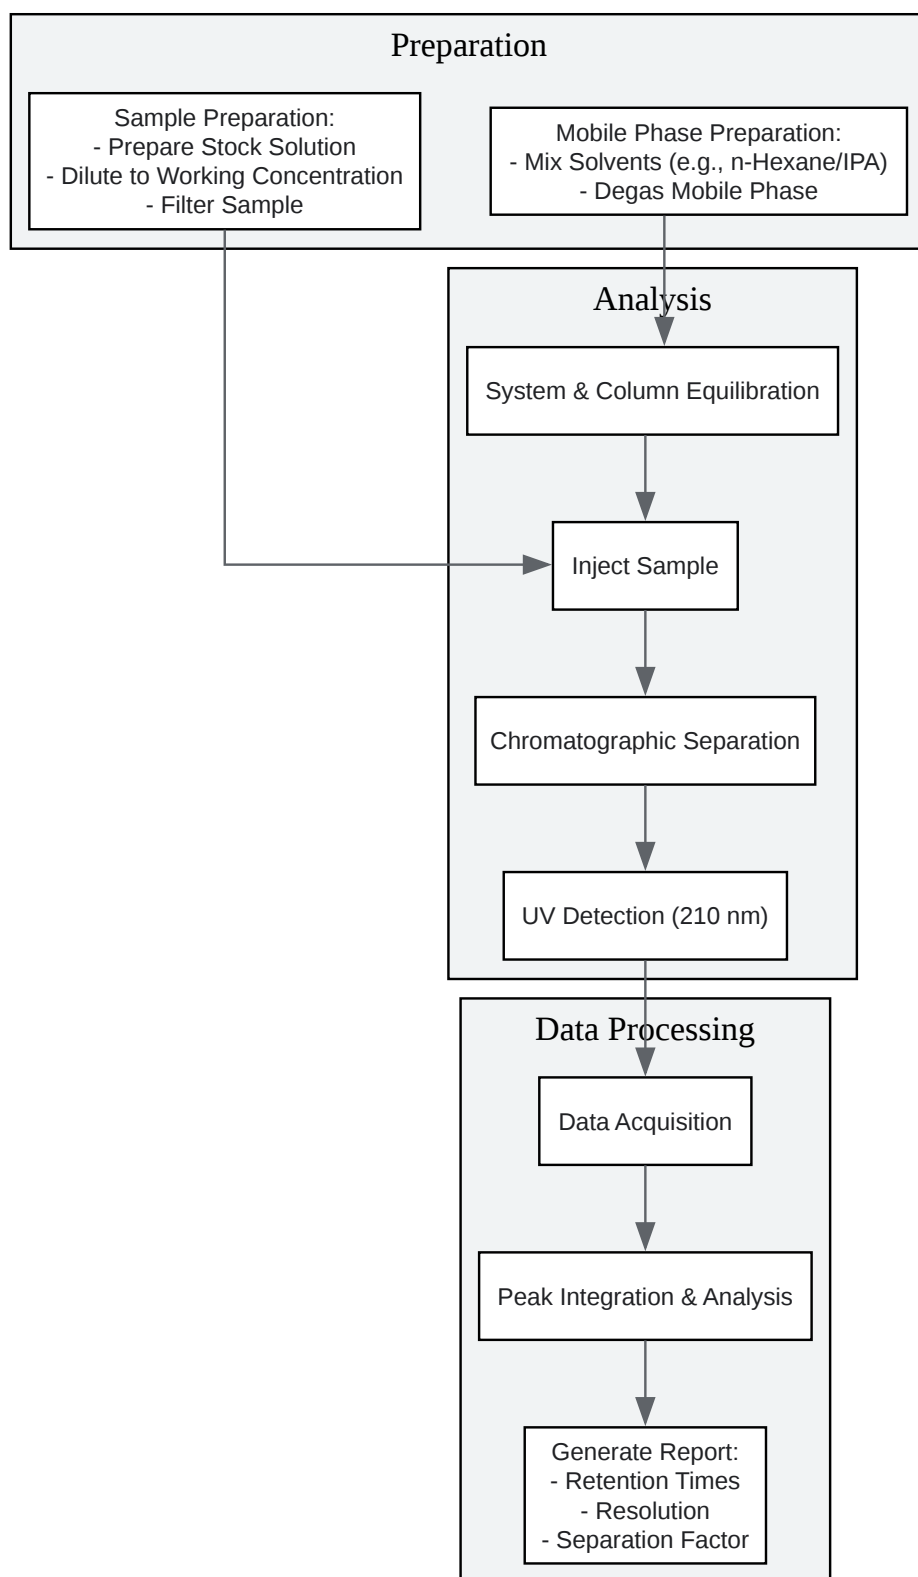 Preparation
Sample Preparation:
- Prepare Stock Solution
- Dilute to Working Concentration
- Filter Sample
Mobile Phase Preparation:
- Mix Solvents (e.g., n-Hexane/IPA)
- Degas Mobile Phase
Analysis
System & Column Equilibration
Inject Sample
Chromatographic Separation
UV Detection (210 nm)
Data Processing
Data Acquisition
Peak Integration & Analysis
Generate Report:
- Retention Times
- Resolution
- Separation Factor